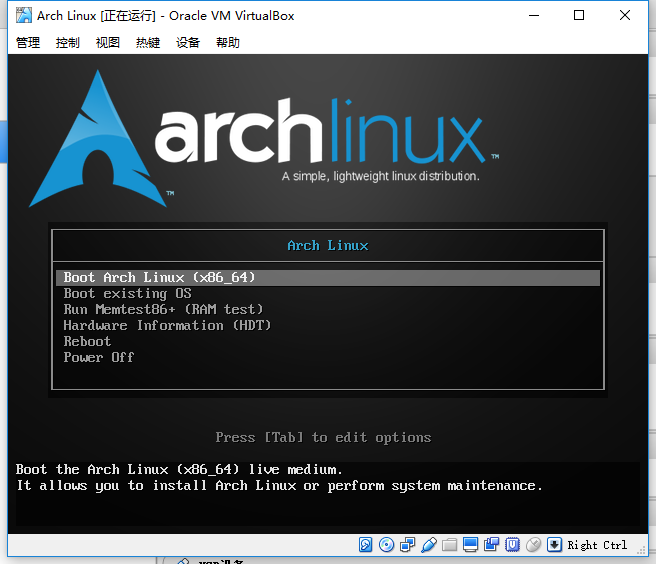 Arch Linux [正在运行] - Oracle VM VirtualBox
管理 控制 视图 热键 设备 帮助
archlinux™
A simple, lightweight linux distribution.
™
Arch Linux
Boot Arch Linux (x86_64)
Boot existing OS
Run Memtest86+ (RAM test)
Hardware Information (HDT)
Reboot
Power Off
Press [Tab] to edit options
Boot the Arch Linux (x86_64) live medium.
It allows you to install Arch Linux or perform system maintenance.
Right Ctrl